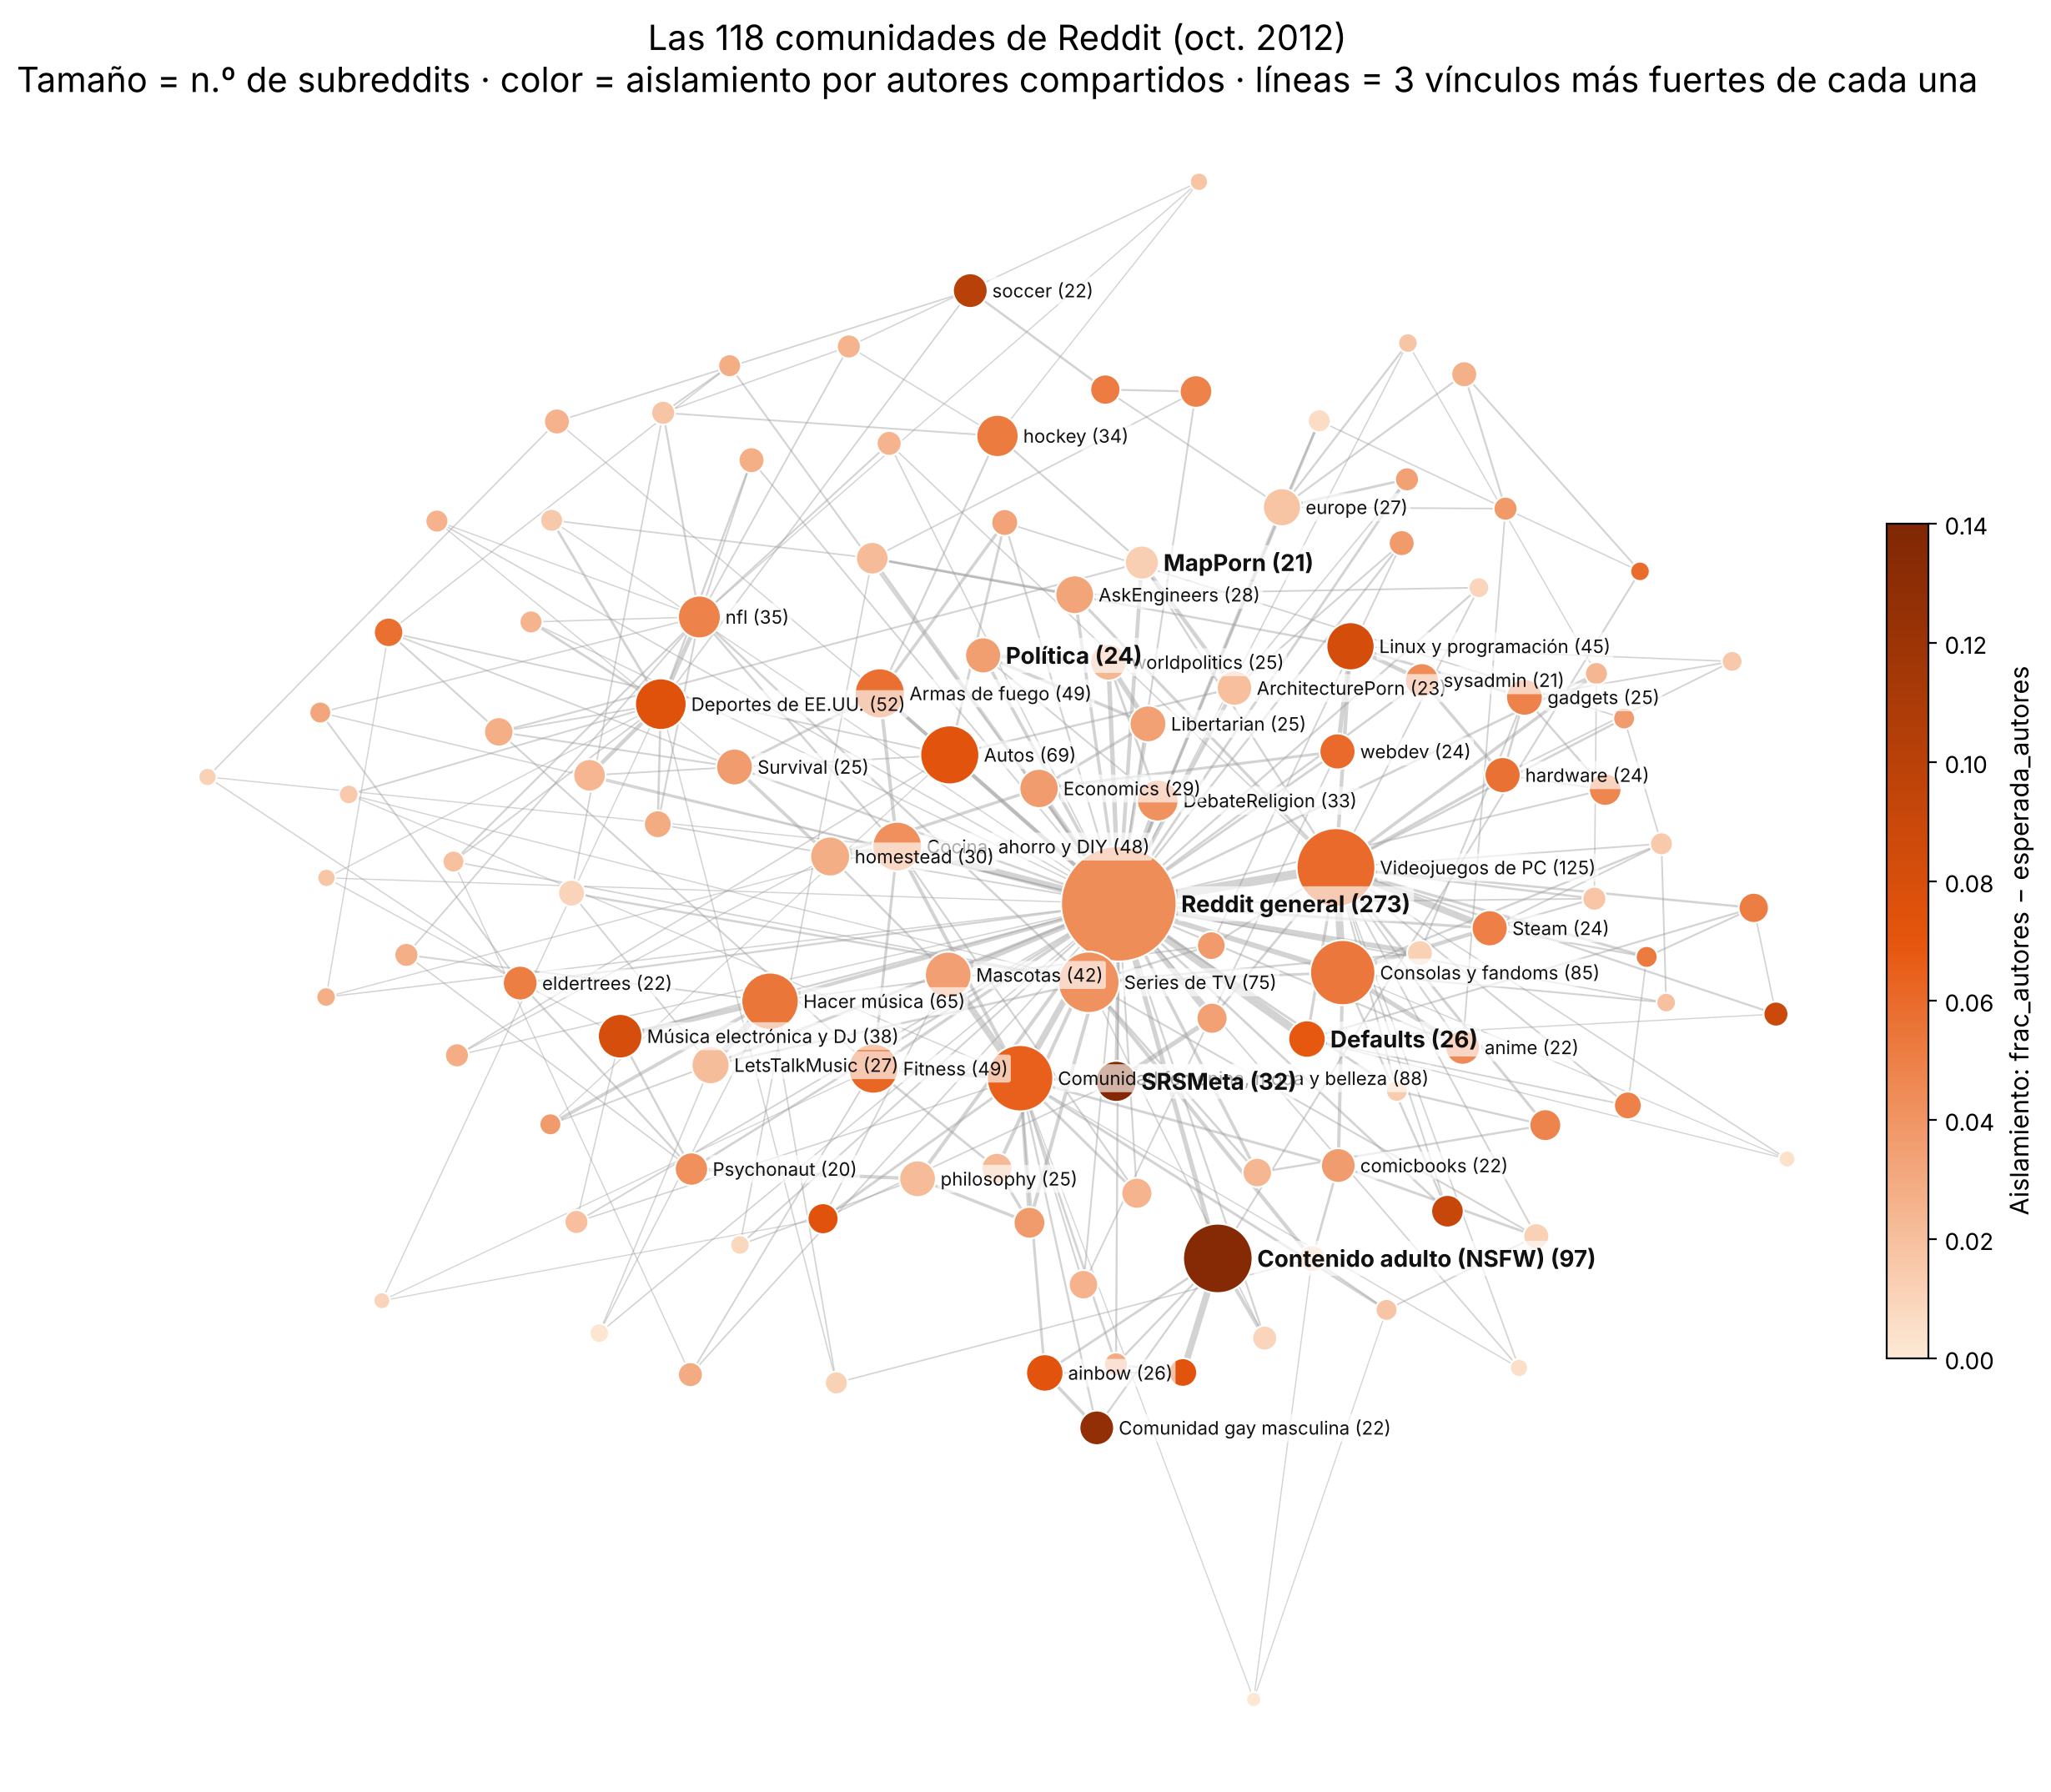 Las 118 comunidades de Reddit (oct. 2012)
Tamaño = n.º de subreddits · color = aislamiento por autores compartidos · líneas = 3 vínculos más fuertes de cada una
soccer (22)
hockey (34)
europe (27)
MapPorn (21)
AskEngineers (28)
nfl (35)
Linux y programación (45)
Política (24)
worldpolitics (25)
sysadmin (21)
ArchitecturePorn (23)
Armas de fuego (49)
gadgets (25)
Deportes de EE.UU. (52)
Libertarian (25)
webdev (24)
Autos (69)
Survival (25)
hardware (24)
Economics (29)
DebateReligion (33)
Cocina, ahorro y DIY (48)
homestead (30)
Videojuegos de PC (125)
Reddit general (273)
Steam (24)
Consolas y fandoms (85)
Mascotas (42)
Series de TV (75)
eldertrees (22)
Hacer música (65)
Música electrónica y DJ (38)
Defaults (26)
anime (22)
LetsTalkMusic (27)
Fitness (49)
y belleza (88)
SRSMeta (32)
Psychonaut (20)
comicbooks (22)
philosophy (25)
Contenido adulto (NSFW) (97)
ainbow (26)
Comunidad gay masculina (22)
0.14
0.12
0.10
0.08
0.06
0.04
0.02
0.00
Aislamiento: frac_autores − esperada_autores